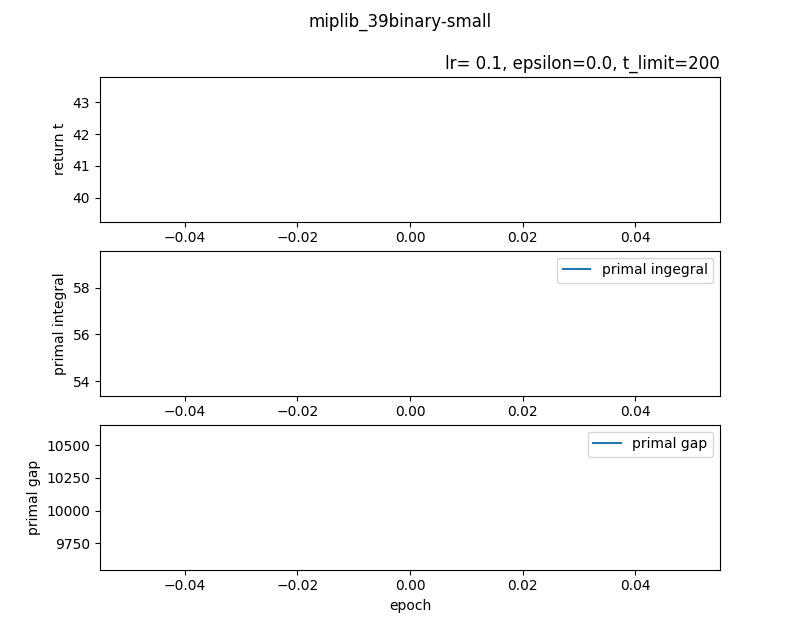 miplib_39binary-small
lr= 0.1, epsilon=0.0, t_limit=200
return t
43
42
41
40
−0.04 −0.02 0.00 0.02 0.04
primal integral
primal ingegral
58
56
54
−0.04 −0.02 0.00 0.02 0.04
primal gap
primal gap
10500
10250
10000
9750
−0.04 −0.02 0.00 0.02 0.04
epoch